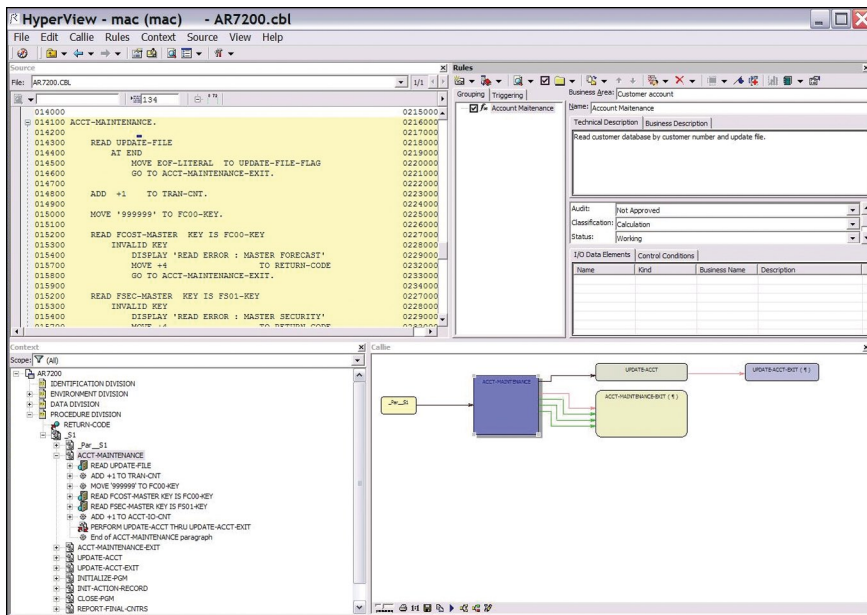 HyperView - mac (mac) - AR7200.cbl
File Edit Callie Rules Context Source View Help
Source
File: AR7200.CBL 1/1
134
014000 0215000
014100 ACCT-MAINTENANCE. 0216000
014200 0217000
014300 READ UPDATE-FILE 0218000
014400 AT END 0219000
014500 MOVE EOF-LITERAL TO UPDATE-FILE-FLAG 0220000
014600 GO TO ACCT-MAINTENANCE-EXIT. 0221000
014700 0222000
014800 ADD +1 TO TRAN-CNT. 0223000
014900 0224000
015000 MOVE '999999' TO FC00-KEY. 0225000
015100 0226000
015200 READ FCOST-MASTER KEY IS FC00-KEY 0227000
015300 INVALID KEY 0228000
015400 DISPLAY 'READ ERROR : MASTER FORECAST' 0229000
015700 MOVE +4 TO RETURN-CODE 0232000
015800 GO TO ACCT-MAINTENANCE-EXIT. 0233000
015900 0234000
015200 READ FSEC-MASTER KEY IS FS01-KEY 0227000
015300 INVALID KEY 0228000
015400 DISPLAY 'READ ERROR : MASTER SECURITY' 0229000
MOVE +4 TO RETURN-CODE
Rules
Grouping Triggering
Account Maitenance
Business Area: Customer account
Name: Account Maitenance
Technical Description Business Description
Read customer database by customer number and update file.
Audit: Not Approved
Classification: Calculation
Status: Working
I/O Data Elements Control Conditions
Name Kind Business Name Description
Context
Scope: (All)
AR7200
IDENTIFICATION DIVISION
ENVIRONMENT DIVISION
DATA DIVISION
PROCEDURE DIVISION
RETURN-CODE
_S1
_Par__S1
ACCT-MAINTENANCE
READ UPDATE-FILE
ADD +1 TO TRAN-CNT
MOVE '999999' TO FC00-KEY
READ FCOST-MASTER KEY IS FC00-KEY
READ FSEC-MASTER KEY IS FS01-KEY
ADD +1 TO ACCT-IO-CNT
PERFORM UPDATE-ACCT THRU UPDATE-ACCT-EXIT
End of ACCT-MAINTENANCE paragraph
ACCT-MAINTENANCE-EXIT
UPDATE-ACCT
UPDATE-ACCT-EXIT
INITIALIZE-PGM
INIT-ACTION-RECORD
CLOSE-PGM
REPORT-FINAL-CNTRS
Callie
_Par__S1
ACCT-MAINTENANCE
UPDATE-ACCT
UPDATE-ACCT-EXIT (¶)
ACCT-MAINTENANCE-EXIT (¶)
1:1